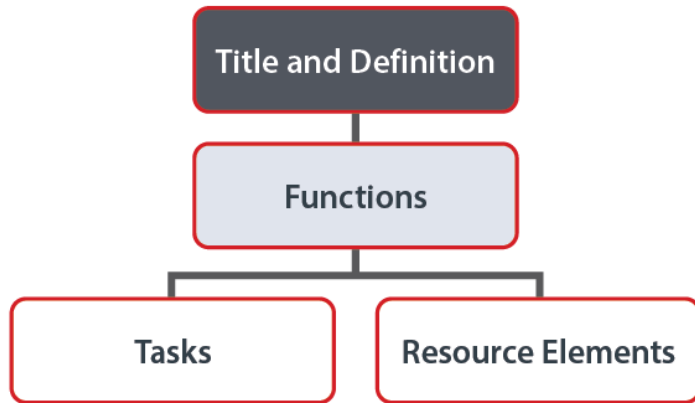 Title and Definition
Functions
Tasks
Resource Elements